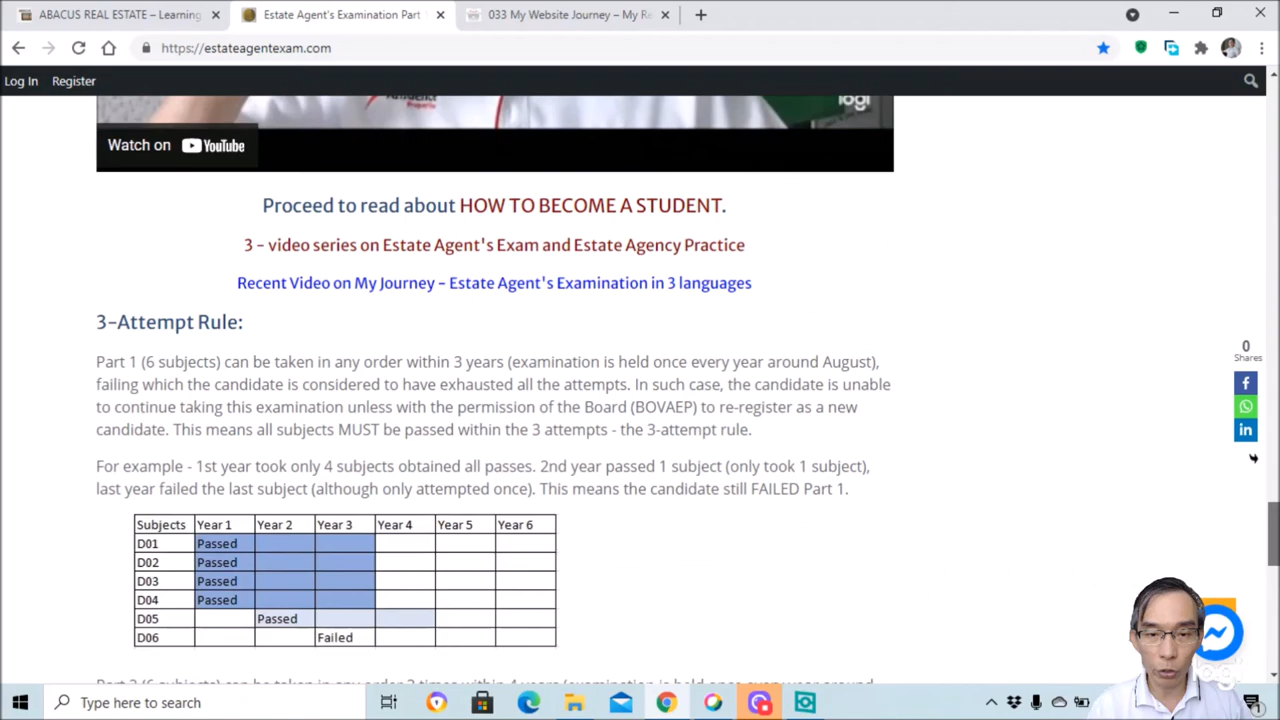 ABACUS REAL ESTATE – Learning
Estate Agent's Examination Part
033 My Website Journey – My Re
https://estateagentexam.com
Log In
Register
logi
Watch on YouTube
Proceed to read about HOW TO BECOME A STUDENT.
3 - video series on Estate Agent's Exam and Estate Agency Practice
Recent Video on My Journey - Estate Agent's Examination in 3 languages
0
Shares
3-Attempt Rule:
Part 1 (6 subjects) can be taken in any order within 3 years (examination is held once every year around August),
failing which the candidate is considered to have exhausted all the attempts. In such case, the candidate is unable
to continue taking this examination unless with the permission of the Board (BOVAEP) to re-register as a new
candidate. This means all subjects MUST be passed within the 3 attempts - the 3-attempt rule.
For example - 1st year took only 4 subjects obtained all passes. 2nd year passed 1 subject (only took 1 subject),
last year failed the last subject (although only attempted once). This means the candidate still FAILED Part 1.
Subjects Year 1 Year 2 Year 3 Year 4 Year 5 Year 6
D01 Passed
D02 Passed
D03 Passed
D04 Passed
D05 Passed
D06 Failed
logi
Type here to search
1